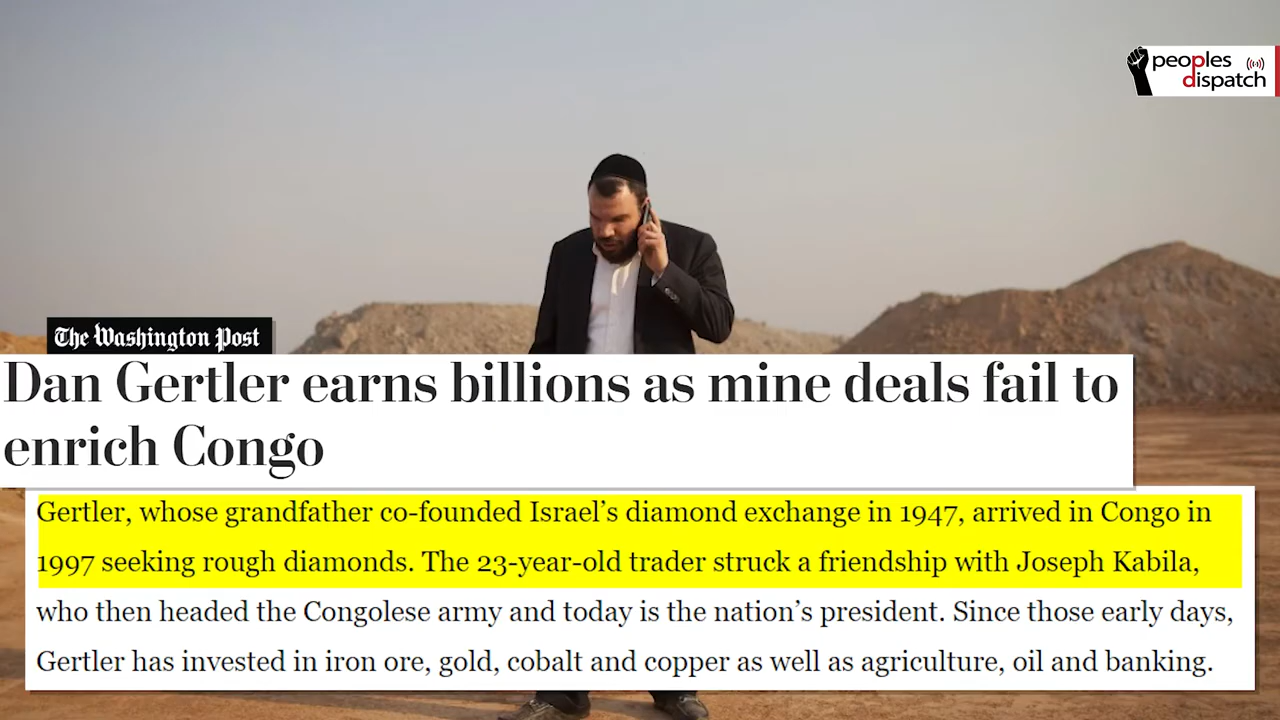 peoples
dispatch
The Washington Post
Dan Gertler earns billions as mine deals fail to
enrich Congo
Gertler, whose grandfather co-founded Israel’s diamond exchange in 1947, arrived in Congo in
1997 seeking rough diamonds. The 23-year-old trader struck a friendship with Joseph Kabila,
who then headed the Congolese army and today is the nation’s president. Since those early days,
Gertler has invested in iron ore, gold, cobalt and copper as well as agriculture, oil and banking.